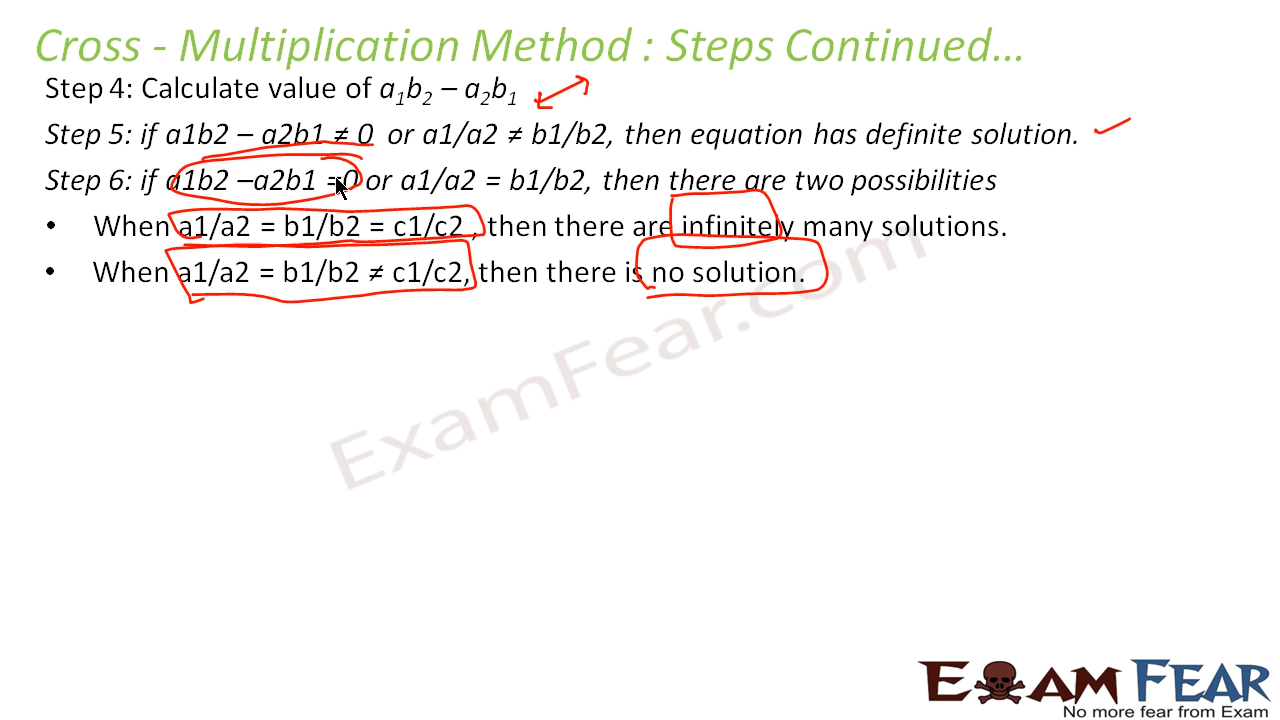 Cross - Multiplication Method : Steps Continued…
Step 4: Calculate value of a₁b₂ – a₂b₁
Step 5: if a1b2 – a2b1 ≠ 0 or a1/a2 ≠ b1/b2, then equation has definite solution.
Step 6: if a1b2 –a2b1 =0 or a1/a2 = b1/b2, then there are two possibilities
• When a1/a2 = b1/b2 = c1/c2 , then there are infinitely many solutions.
• When a1/a2 = b1/b2 ≠ c1/c2, then there is no solution.
ExamFear.com
EXAM FEAR
No more fear from Exam